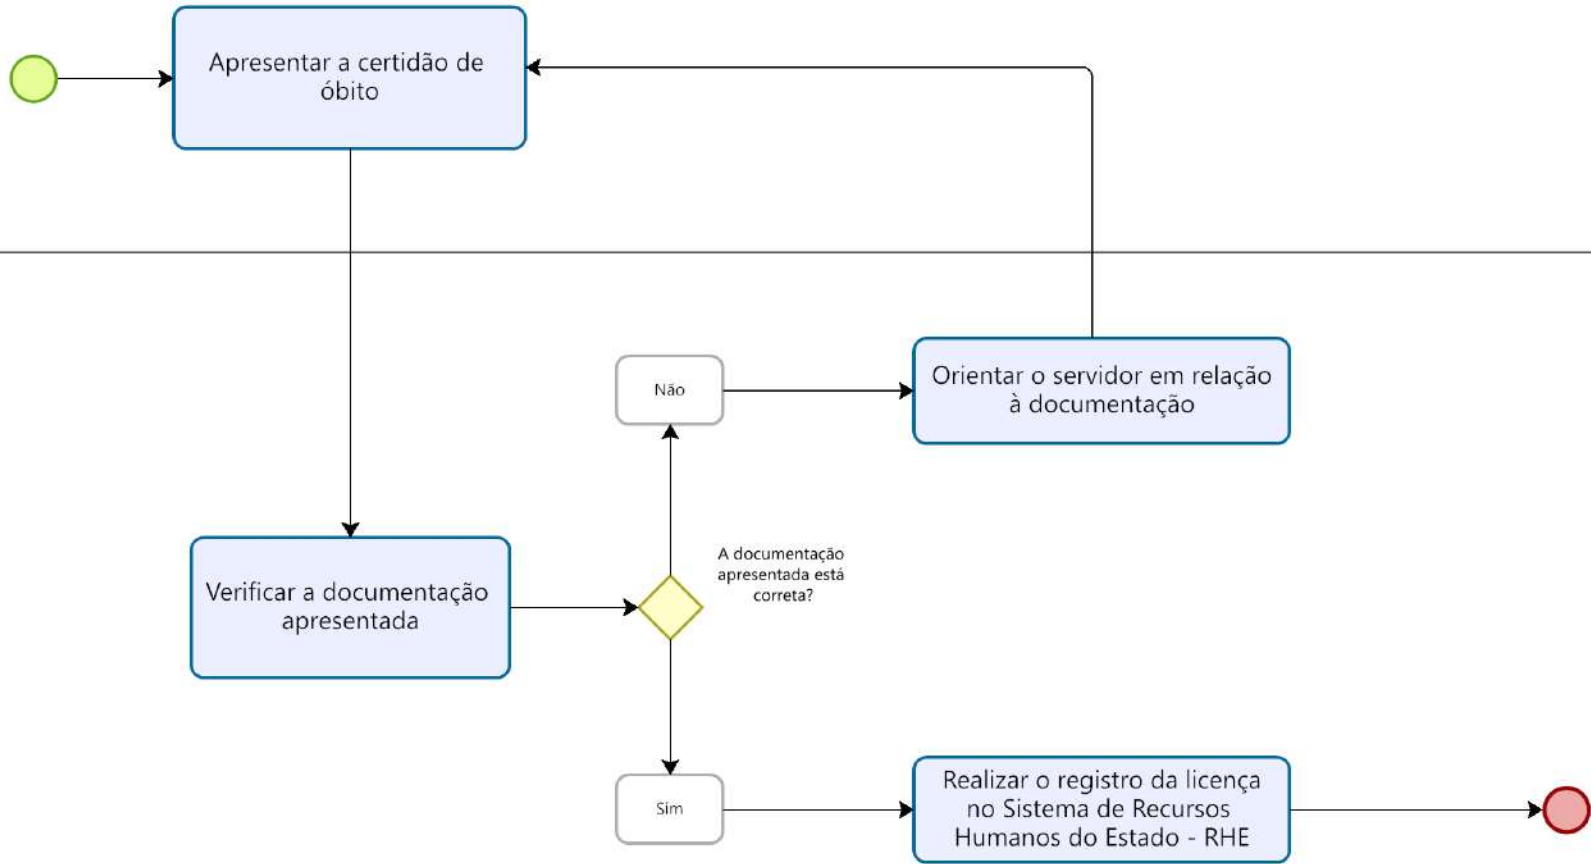 Apresentar a certidão de
óbito
Não
Orientar o servidor em relação
à documentação
Verificar a documentação
apresentada
A documentação
apresentada está
correta?
Sim
Realizar o registro da licença
no Sistema de Recursos
Humanos do Estado - RHE